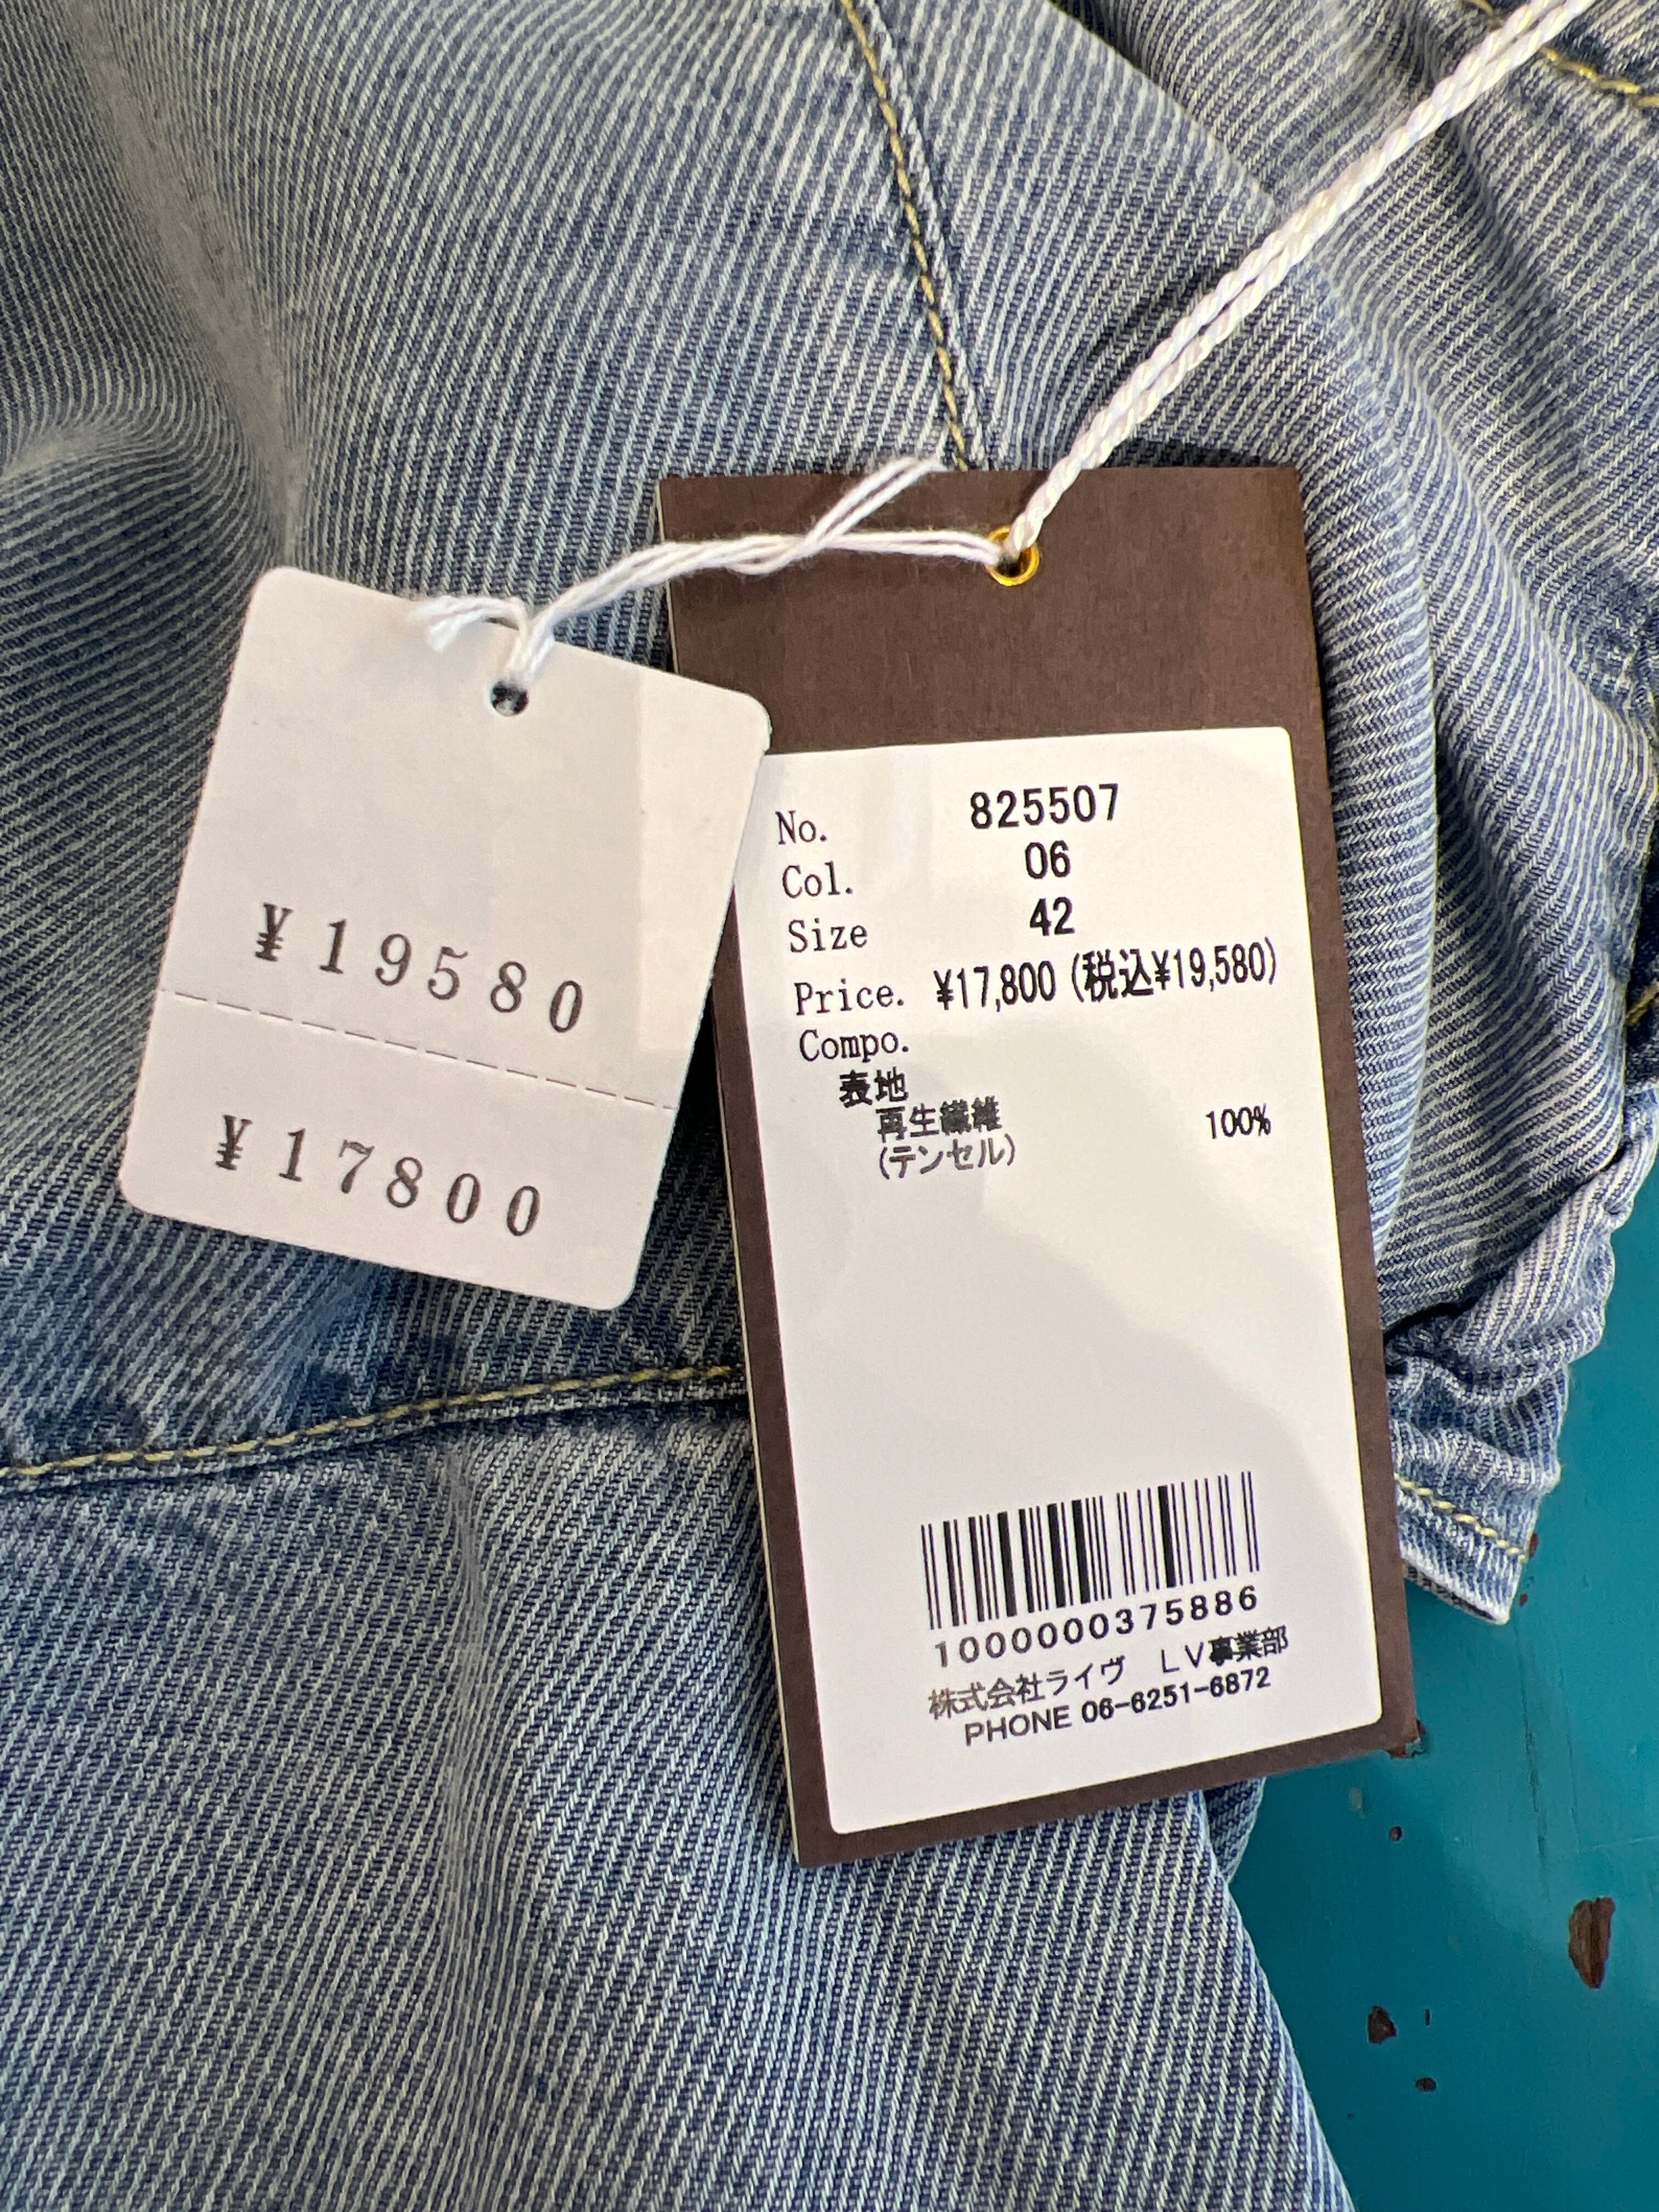 ¥19580
¥17800
No. 825507
Col. 06
Size 42
Price. ¥17,800 (税込¥19,580)
Compo.
表地
再生繊維 100%
(テンセル)
1000000375886
株式会社ライヴ LV事業部
PHONE 06-6251-6872